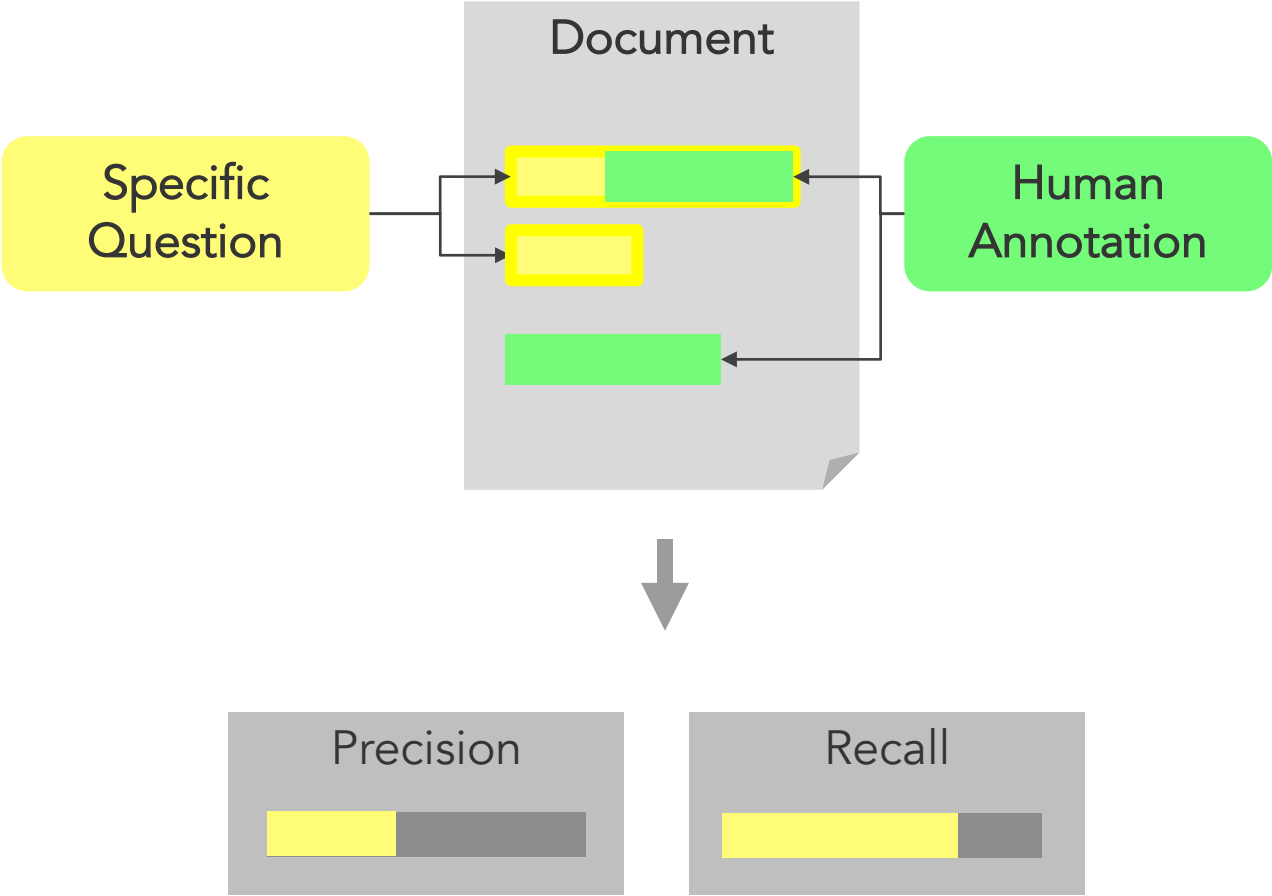 Document
Specific
Question
Human
Annotation
Precision
Recall